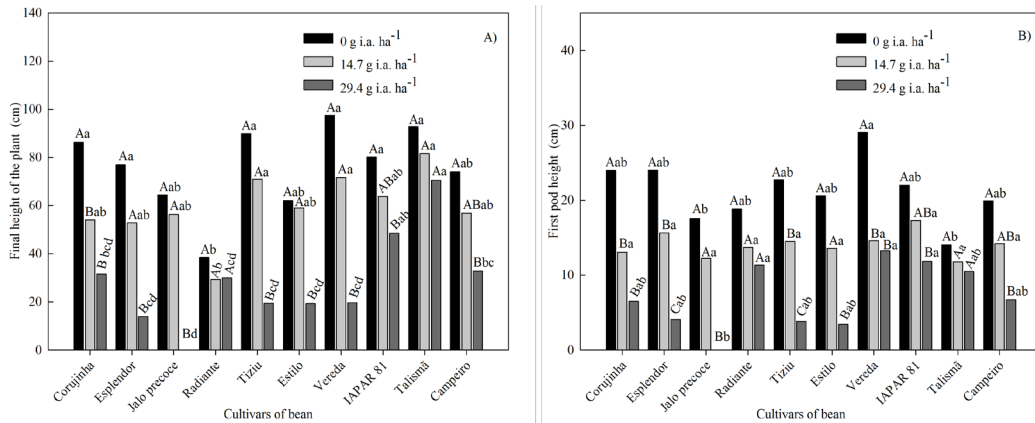 140
120
100
80
60
40
20
0
Final height of the plant (cm)
A)
0 g i.a. ha-1
14.7 g i.a. ha-1
29.4 g i.a. ha-1
Aa
Bab
B bcd
Aa
Aab
Bcd
Aab
Aab
Bd
Ab
Ab
Acd
Aa
Aa
Bcd
Aab
Aab
Bcd
Aa
Aa
Bcd
Aa
ABab
Bab
Aa
Aa
Aa
Aab
ABab
Bbc
Corujinha
Esplendor
Jalo precoce
Radiante
Tiziu
Estilo
Vereda
IAPAR 81
Talismã
Campeiro
Cultivars of bean
40
30
20
10
0
First pod height (cm)
B)
0 g i.a. ha-1
14.7 g i.a. ha-1
29.4 g i.a. ha-1
Aab
Ba
Bab
Aab
Ba
Cab
Ab
Aa
Bb
Aab
Aa
Aa
Aab
Ba
Cab
Aab
Aa
Bab
Aa
Ba
Ba
Aab
ABa
Ba
Ab
Aa
Aab
Aab
ABa
Bab
Corujinha
Esplendor
Jalo precoce
Radiante
Tiziu
Estilo
Vereda
IAPAR 81
Talismã
Campeiro
Cultivars of bean